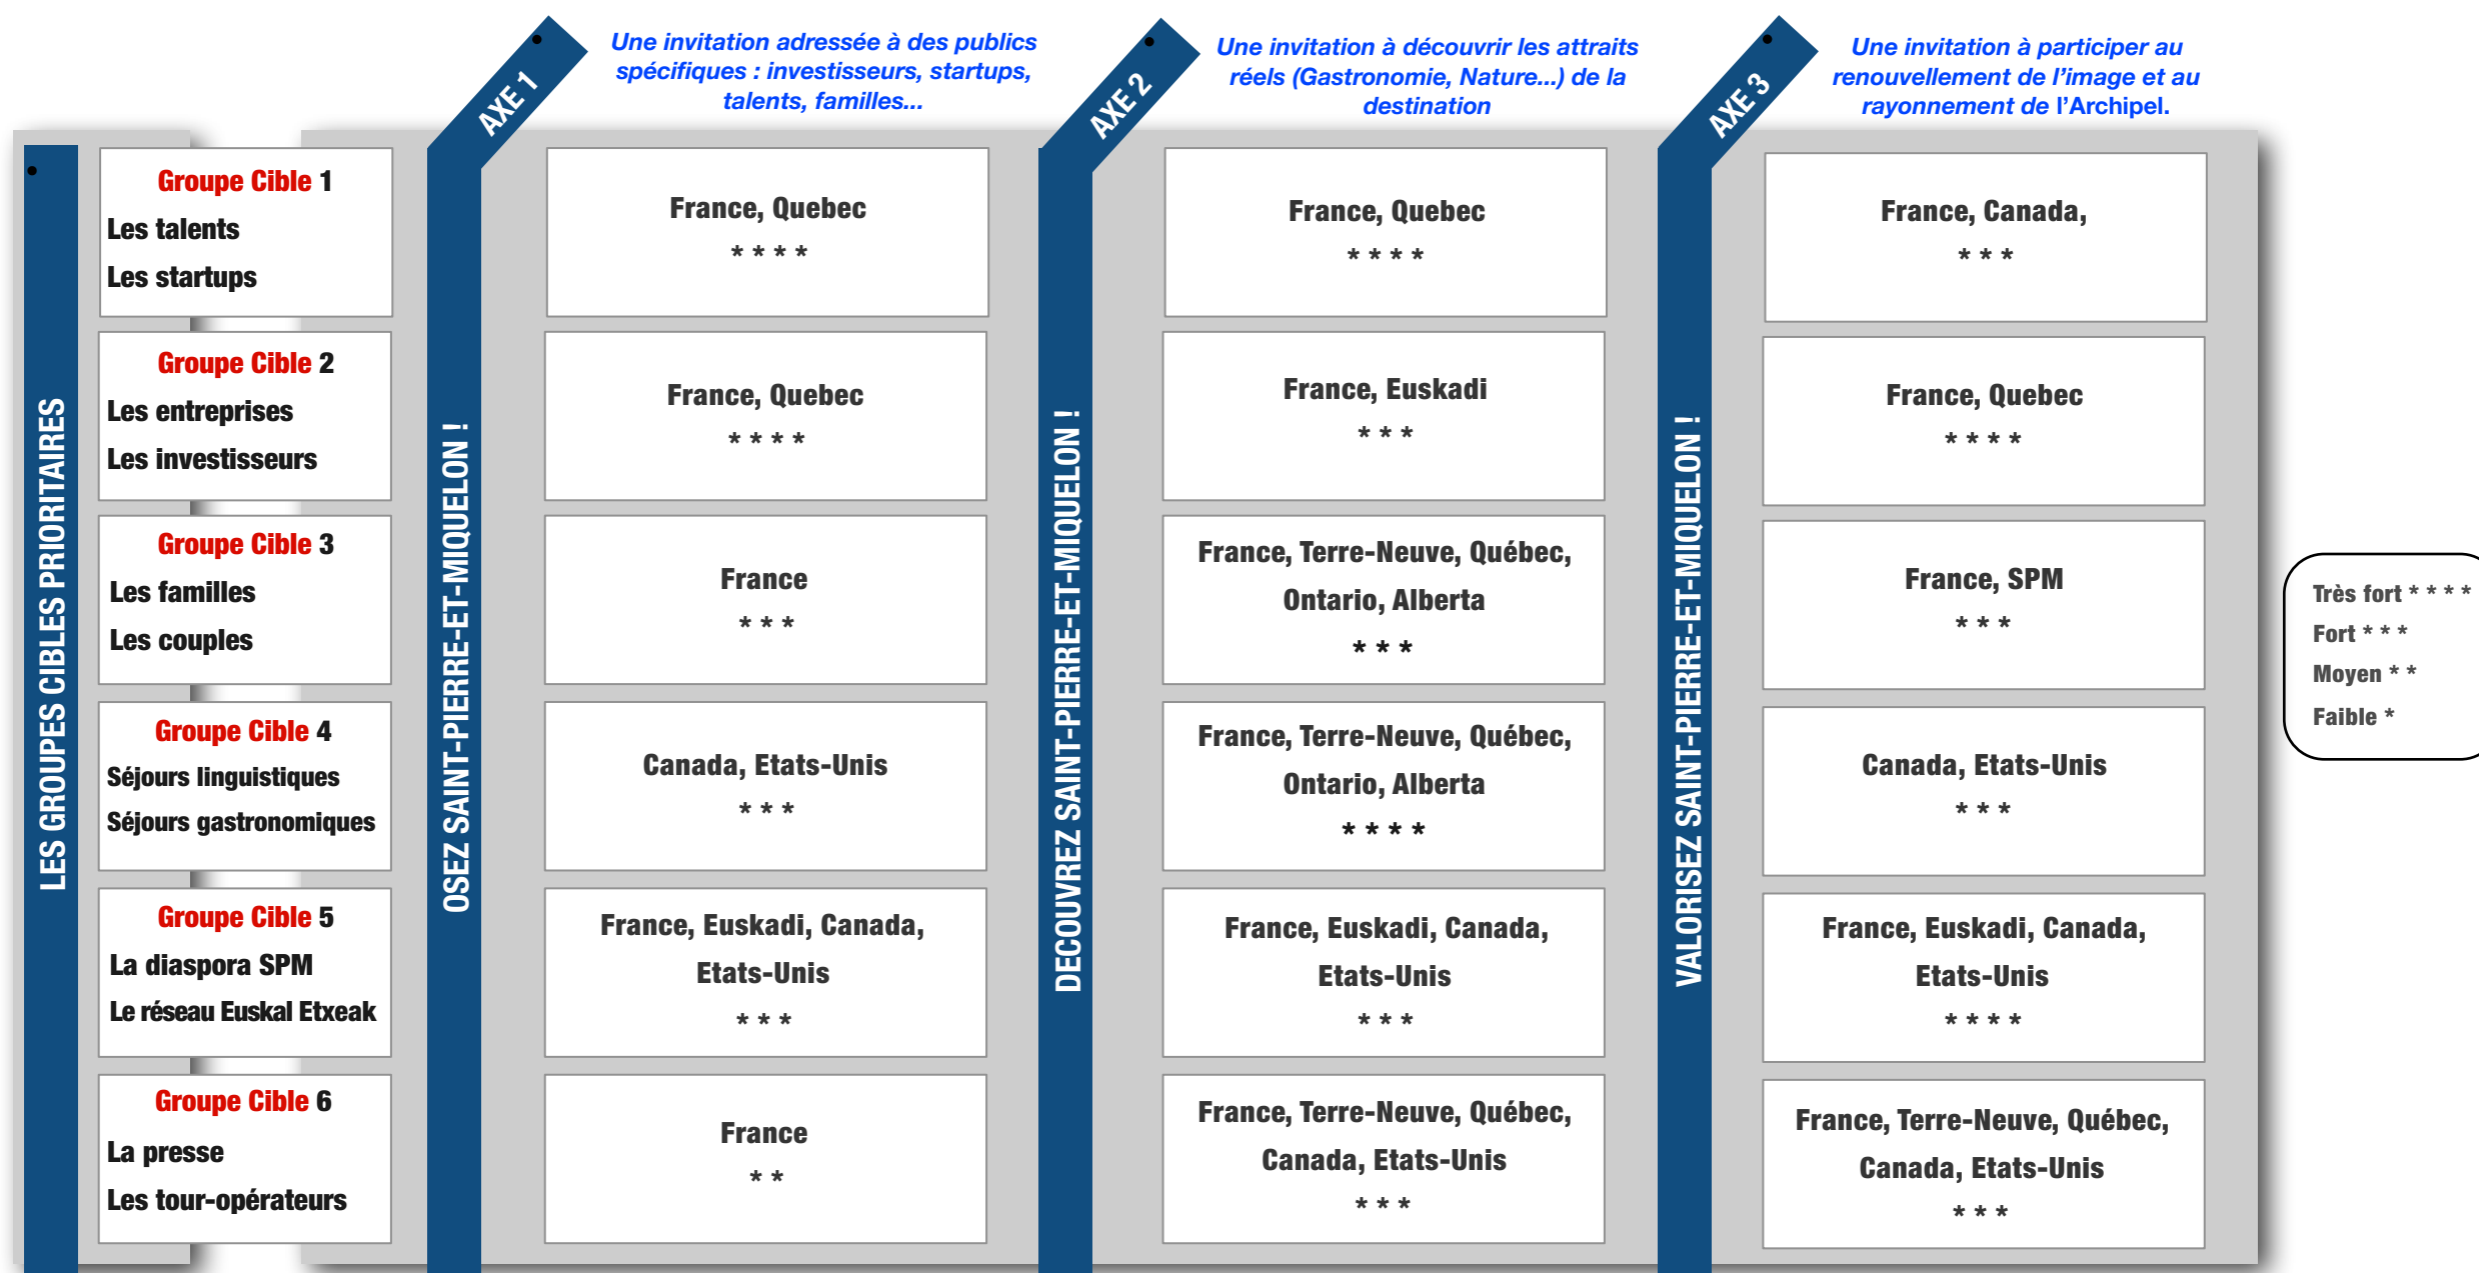 Une invitation adressée à des publics
spécifiques : investisseurs, startups,
talents, familles...
Une invitation à découvrir les attraits
réels (Gastronomie, Nature...) de la
destination
Une invitation à participer au
renouvellement de l'image et au
rayonnement de l'Archipel.
AXE 1
AXE 2
AXE 3
LES GROUPES CIBLES PRIORITAIRES
OSEZ SAINT-PIERRE-ET-MIQUELON !
DECOUVREZ SAINT-PIERRE-ET-MIQUELON !
VALORISEZ SAINT-PIERRE-ET-MIQUELON !
Groupe Cible 1
Les talents
Les startups
France, Quebec
* * * *
France, Quebec
* * * *
France, Canada,
* * *
Groupe Cible 2
Les entreprises
Les investisseurs
France, Quebec
* * * *
France, Euskadi
* * *
France, Quebec
* * * *
Groupe Cible 3
Les familles
Les couples
France
* * *
France, Terre-Neuve, Québec,
Ontario, Alberta
* * *
France, SPM
* * *
Groupe Cible 4
Séjours linguistiques
Séjours gastronomiques
Canada, Etats-Unis
* * *
France, Terre-Neuve, Québec,
Ontario, Alberta
* * * *
Canada, Etats-Unis
* * *
Groupe Cible 5
La diaspora SPM
Le réseau Euskal Etxeak
France, Euskadi, Canada,
Etats-Unis
* * *
France, Euskadi, Canada,
Etats-Unis
* * *
France, Euskadi, Canada,
Etats-Unis
* * * *
Groupe Cible 6
La presse
Les tour-opérateurs
France
* *
France, Terre-Neuve, Québec,
Canada, Etats-Unis
* * *
France, Terre-Neuve, Québec,
Canada, Etats-Unis
* * *
Très fort * * * *
Fort * * *
Moyen * *
Faible *